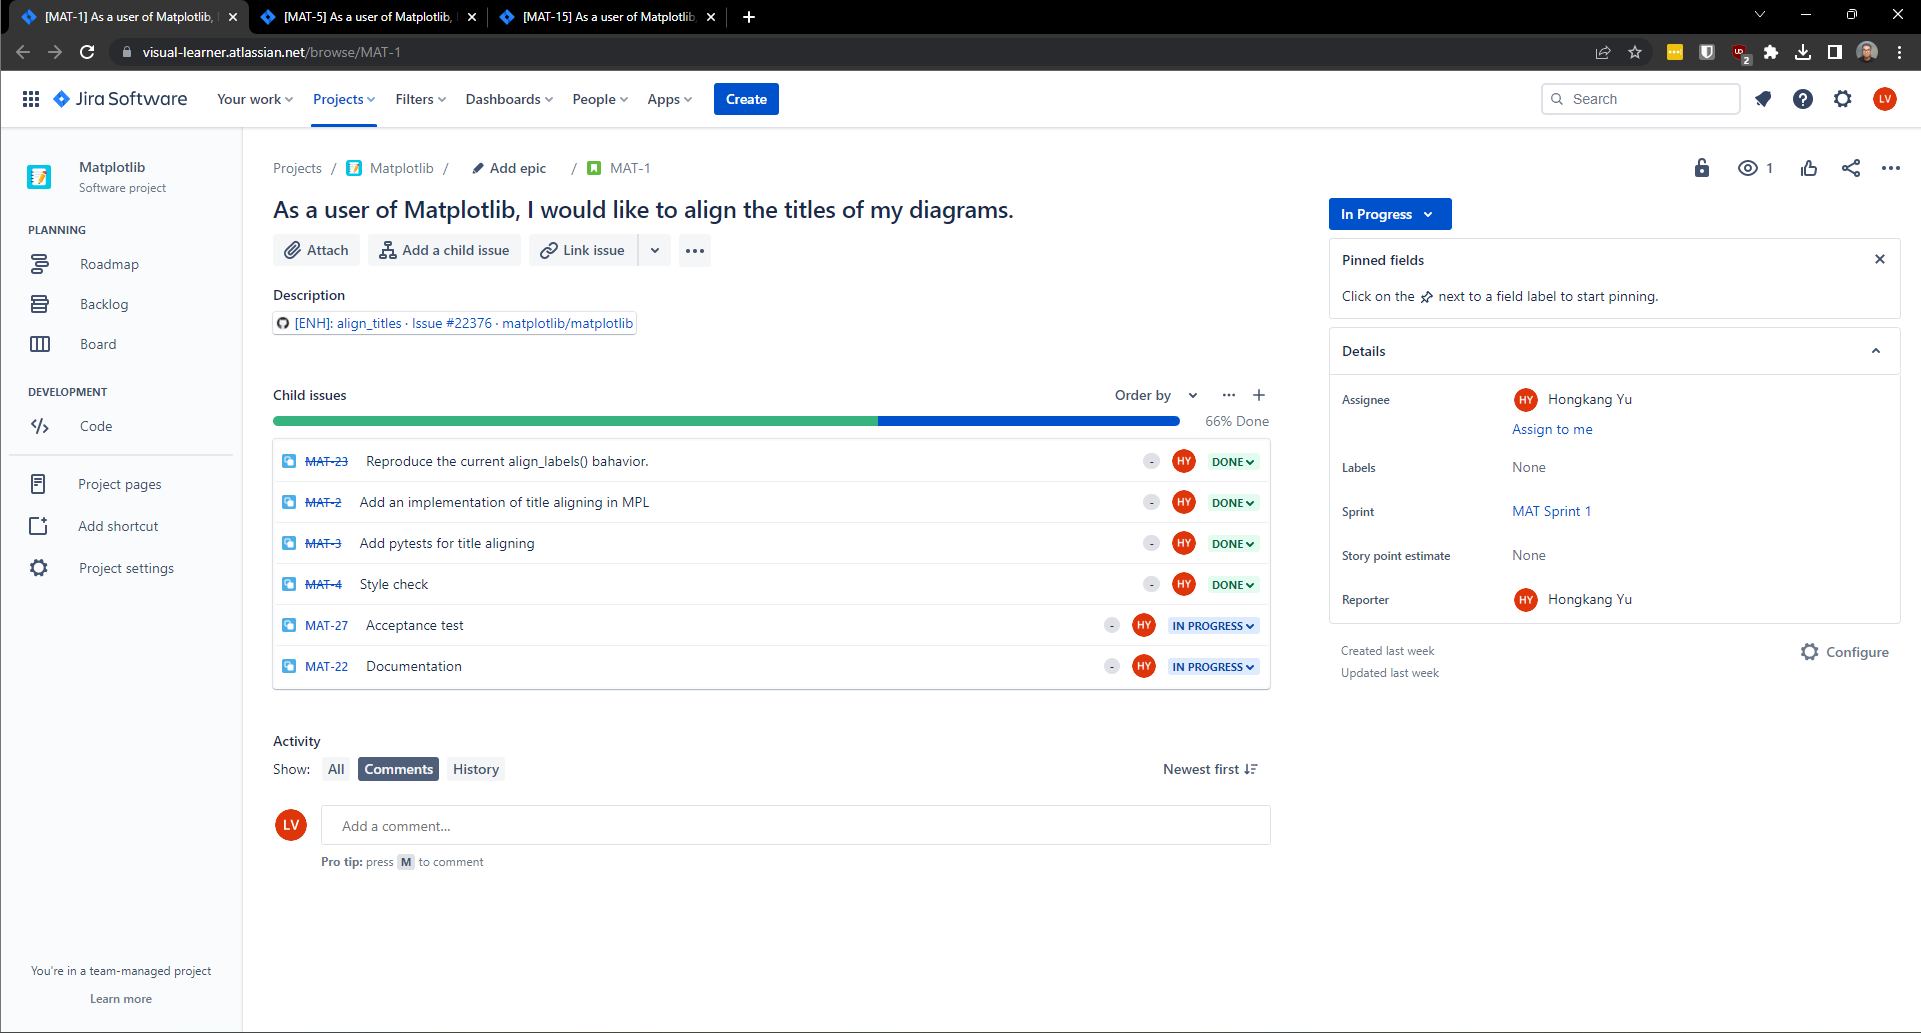 [MAT-1] As a user of Matplotlib,
[MAT-5] As a user of Matplotlib,
[MAT-15] As a user of Matplotlib
visual-learner.atlassian.net/browse/MAT-1
2
Jira Software
Your work
Projects
Filters
Dashboards
People
Apps
Create
Search
LV
Matplotlib
Software project
PLANNING
Roadmap
Backlog
Board
DEVELOPMENT
Code
Project pages
Add shortcut
Project settings
You're in a team-managed project
Learn more
Projects / Matplotlib / Add epic / MAT-1
1
As a user of Matplotlib, I would like to align the titles of my diagrams.
Attach
Add a child issue
Link issue
Description
[ENH]: align_titles · Issue #22376 · matplotlib/matplotlib
Child issues
Order by
66% Done
MAT-23 Reproduce the current align_labels() bahavior. - HY DONE
MAT-2 Add an implementation of title aligning in MPL - HY DONE
MAT-3 Add pytests for title aligning - HY DONE
MAT-4 Style check - HY DONE
MAT-27 Acceptance test - HY IN PROGRESS
MAT-22 Documentation - HY IN PROGRESS
Activity
Show: All Comments History
Newest first
LV
Add a comment...
Pro tip: press M to comment
In Progress
Pinned fields
Click on the next to a field label to start pinning.
Details
Assignee HY Hongkang Yu
Assign to me
Labels None
Sprint MAT Sprint 1
Story point estimate None
Reporter HY Hongkang Yu
Created last week
Updated last week
Configure